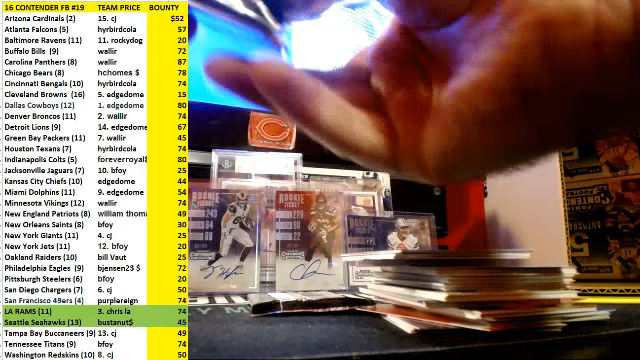 16 CONTENDER FB #19 TEAM PRICE BOUNTY
Arizona Cardinals (2) 15. cj $52
Atlanta Falcons (5) hyrbirdcola 57
Baltimore Ravens (11) 11. rockydog 20
Buffalo Bills (9) wallir 72
Carolina Panthers (8) wallir 87
Chicago Bears (8) hchomes $ 78
Cincinnati Bengals (10) hyrbirdcola 74
Cleveland Browns (16) 5. edgedome 15
Dallas Cowboys (12) 1. edgedome 80
Denver Broncos (11) 2. wallir 74
Detroit Lions (9) 14. edgedome 67
Green Bay Packers (11) 7. wallir 45
Houston Texans (7) hyrbirdcola 74
Indianapolis Colts (5) foreverroyal$ 80
Jacksonville Jaguars (7) 10. bfoy 25
Kansas City Chiefs (10) edgedome 44
Miami Dolphins (11) 9. edgedome 54
Minnesota Vikings (12) wallir 74
New England Patriots (8) william thoma 49
New Orleans Saints (8) bfoy 30
New York Giants (11) 4. cj 25
New York Jets (11) 12. bfoy 20
Oakland Raiders (10) bill Vaut 25
Philadelphia Eagles (9) bjensen23 $ 72
Pittsburgh Steelers (6) bfoy 20
San Diego Chargers (7) 6. cj 50
San Francisco 49ers (4) purplereign 74
LA RAMS (11) 3. chris la 74
Seattle Seahawks (13) bustanut$ 45
Tampa Bay Buccaneers (9) 13. cj 49
Tennessee Titans (9) bfoy 74
Washington Redskins (10) 8. cj 50
ROOKIE TICKET
ROOKIE TICKET